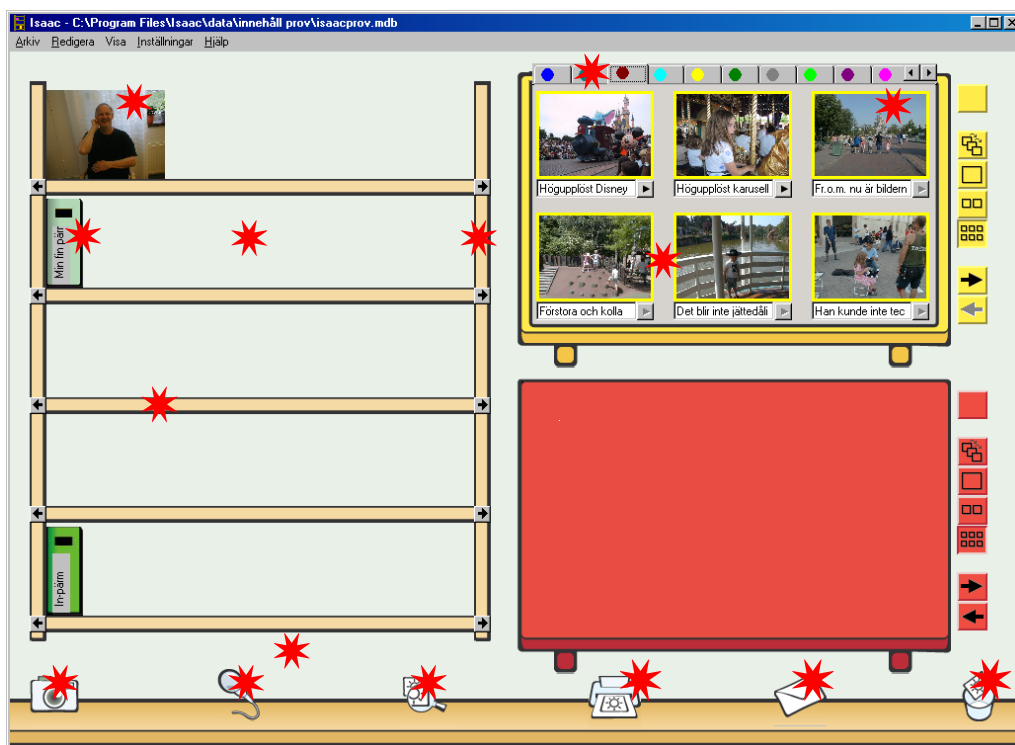 Isaac - C:\Program Files\Isaac\data\innehåll prov\isaacprov.mdb
Arkiv Redigera Visa Inställningar Hjälp
Högupplöst Disney
Högupplöst karusell
Fr.o.m. nu är bildern
Min fin pärr
Förstora och kolla
Det blir inte jättedåli
Han kunde inte tec
In-pärm